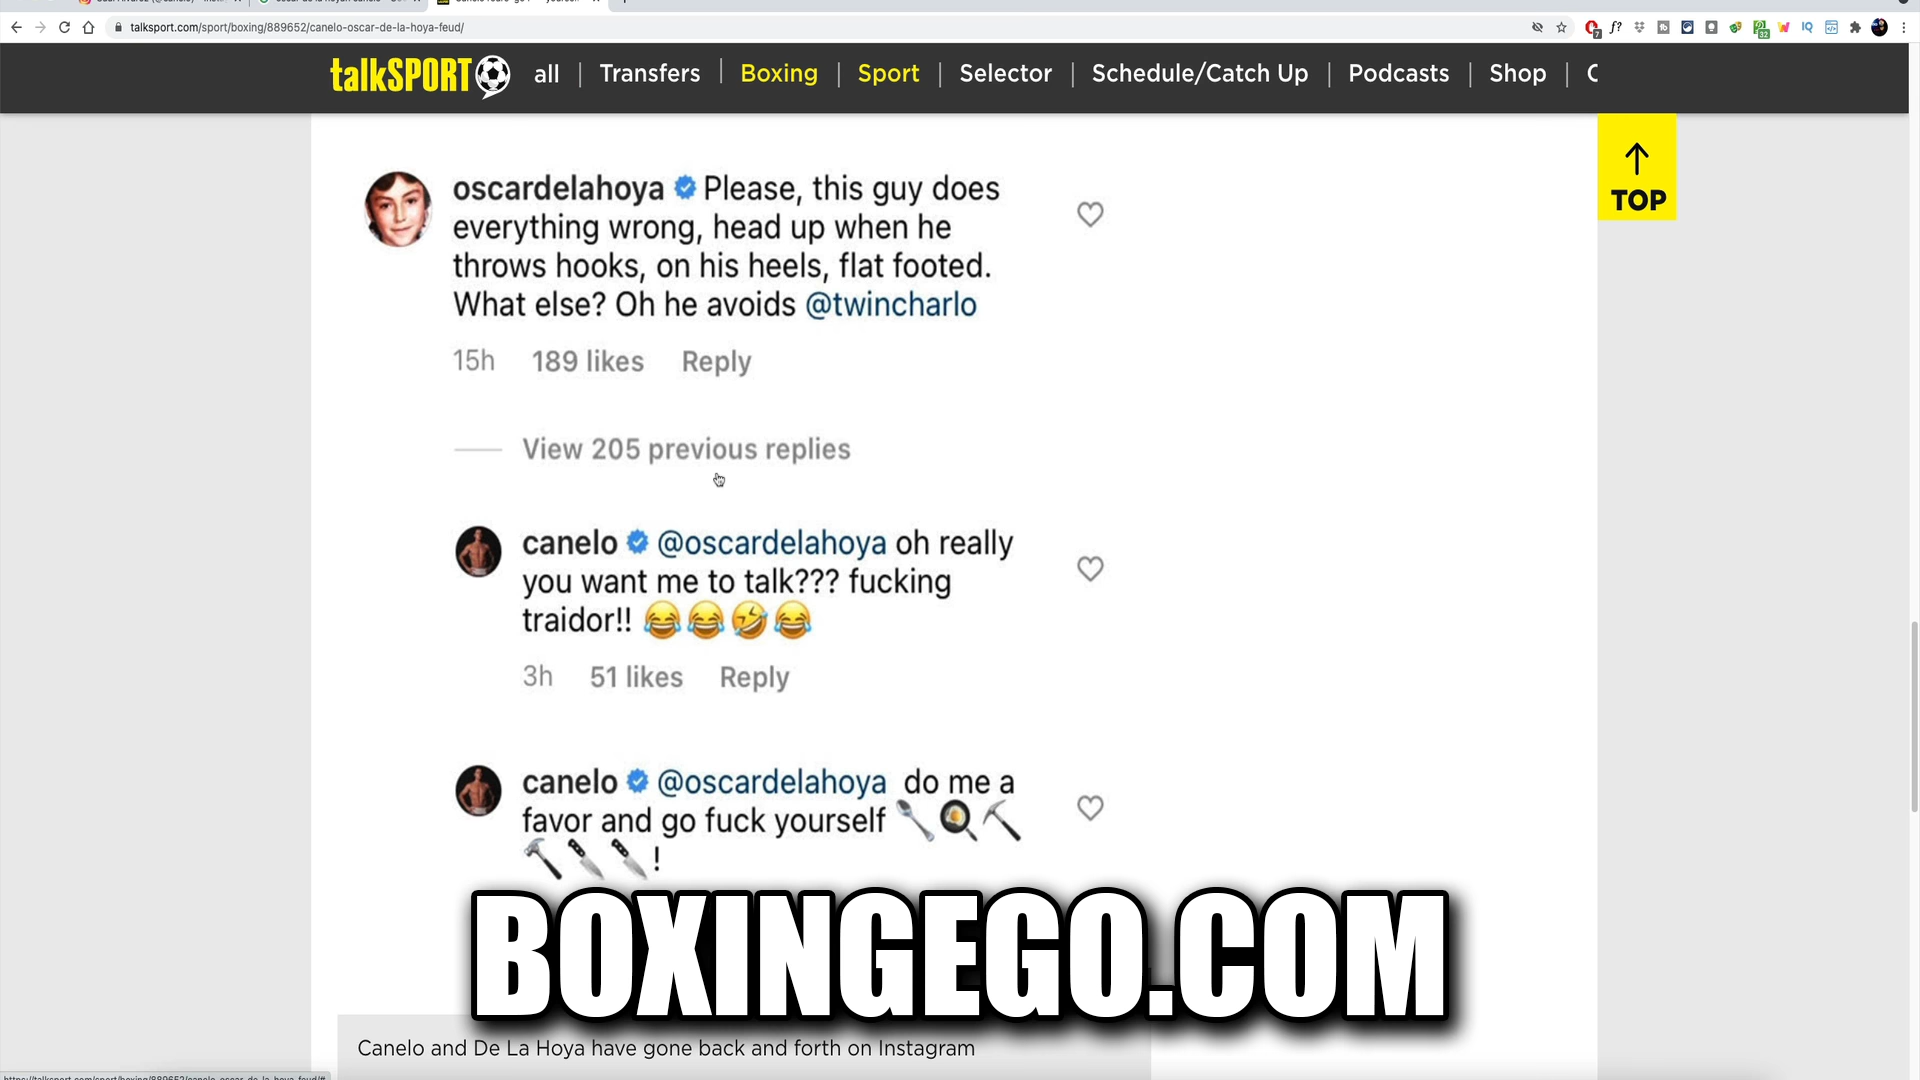 talksport.com/sport/boxing/889652/canelo-oscar-de-la-hoya-feud/
talkSPORT all | Transfers | Boxing | Sport | Selector | Schedule/Catch Up | Podcasts | Shop |
TOP
oscardelahoya Please, this guy does
everything wrong, head up when he
throws hooks, on his heels, flat footed.
What else? Oh he avoids @twincharlo
15h 189 likes Reply
View 205 previous replies
canelo @oscardelahoya oh really
you want me to talk??? fucking
traidor!! 😂😂🤣😂
3h 51 likes Reply
canelo @oscardelahoya do me a
favor and go fuck yourself 🥄🍳⛏
🔨🔪🔪!
BOXINGEGO.COM
Canelo and De La Hoya have gone back and forth on Instagram